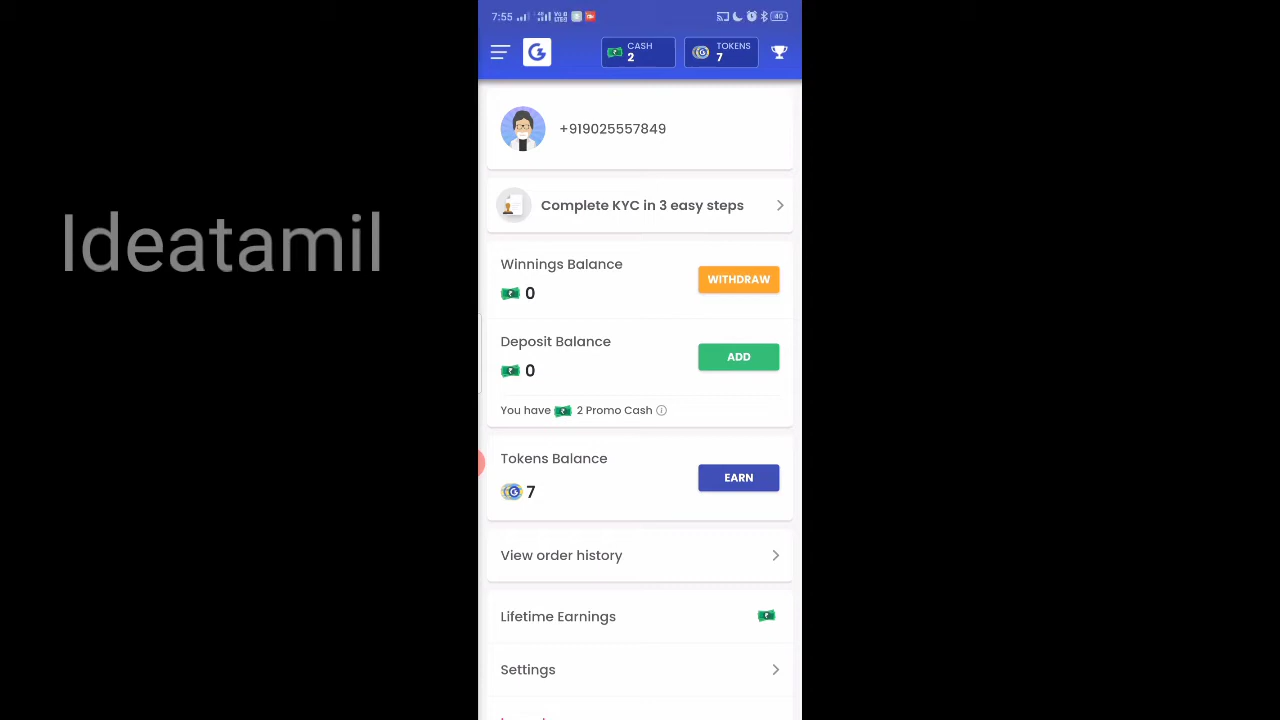 7:55
40
CASH
2
TOKENS
7
+919025557849
Complete KYC in 3 easy steps
Ideatamil
Winnings Balance
0
WITHDRAW
Deposit Balance
0
ADD
You have 2 Promo Cash
Tokens Balance
7
EARN
View order history
Lifetime Earnings
Settings